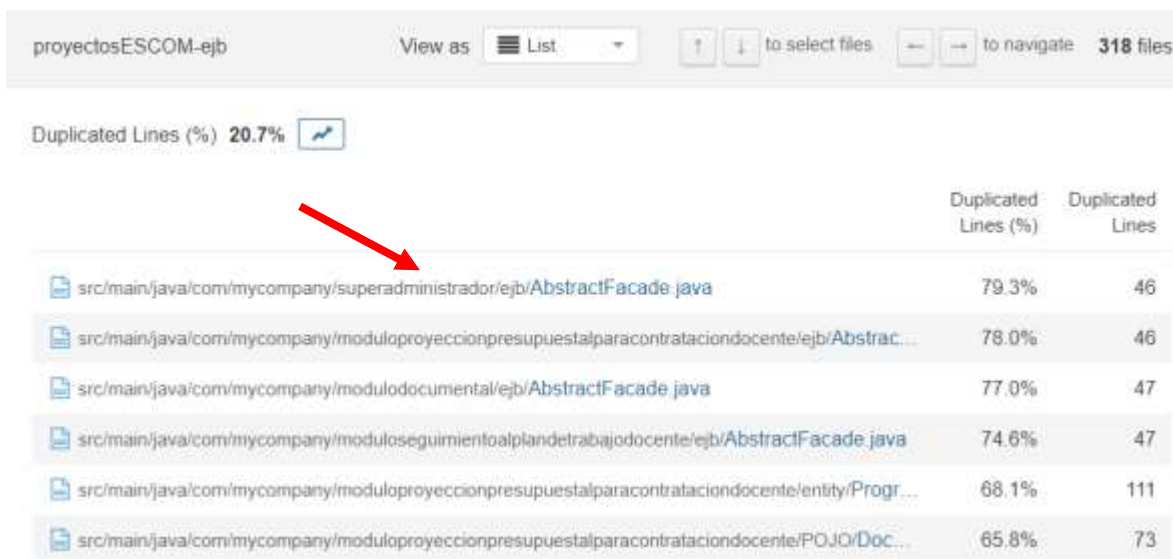 proyectosESCOM-ejb View as List to select files to navigate 318 files
Duplicated Lines (%) 20.7%
Duplicated Lines (%) Duplicated Lines
src/main/java/com/mycompany/superadministrador/ejb/AbstractFacade.java 79.3% 46
src/main/java/com/mycompany/moduloproyeccionpresupuestalparacontrataciondocente/ejb/Abstrac... 78.0% 46
src/main/java/com/mycompany/modulodocumental/ejb/AbstractFacade.java 77.0% 47
src/main/java/com/mycompany/moduloseguimientoalplandetrabajodocente/ejb/AbstractFacade.java 74.6% 47
src/main/java/com/mycompany/moduloproyeccionpresupuestalparacontrataciondocente/entity/Progr... 68.1% 111
src/main/java/com/mycompany/moduloproyeccionpresupuestalparacontrataciondocente/POJO/Doc... 65.8% 73